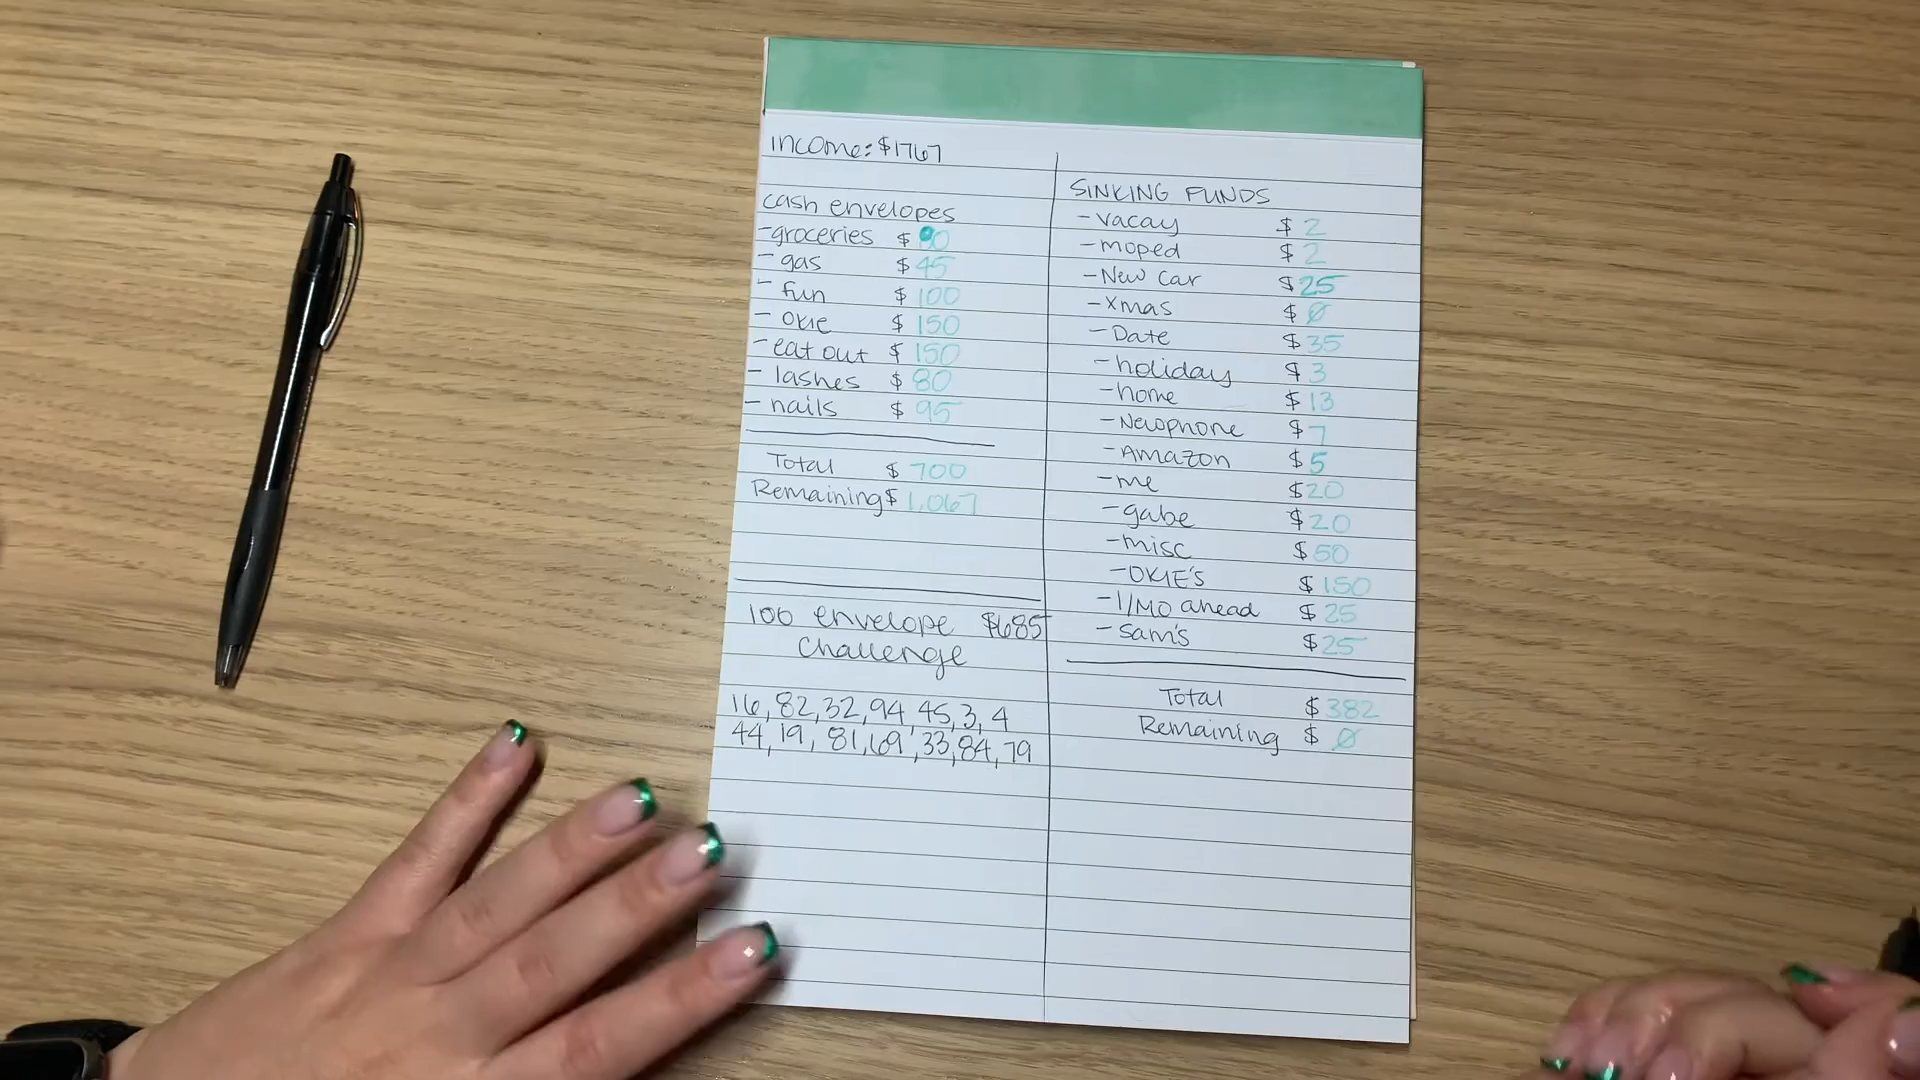 income: $1767
cash envelopes
- groceries $ 0
- gas $ 45
- fun $ 100
- okie $ 150
- eat out $ 150
- lashes $ 80
- nails $ 95
Total $ 700
Remaining $ 1,067
100 envelope $685
challenge
16, 82, 32, 94, 45, 3, 4
44, 19, 81, 69, 33, 84, 79
SINKING FUNDS
- vacay $ 2
- moped $ 2
- New car $ 25
- Xmas $ 0
- Date $ 35
- holiday $ 3
- home $ 13
- New phone $ 7
- Amazon $ 5
- me $ 20
- gabe $ 20
- misc $ 50
- OKIE'S $ 150
- 1/MO ahead $ 25
- Sam's $ 25
Total $ 382
Remaining $ 0